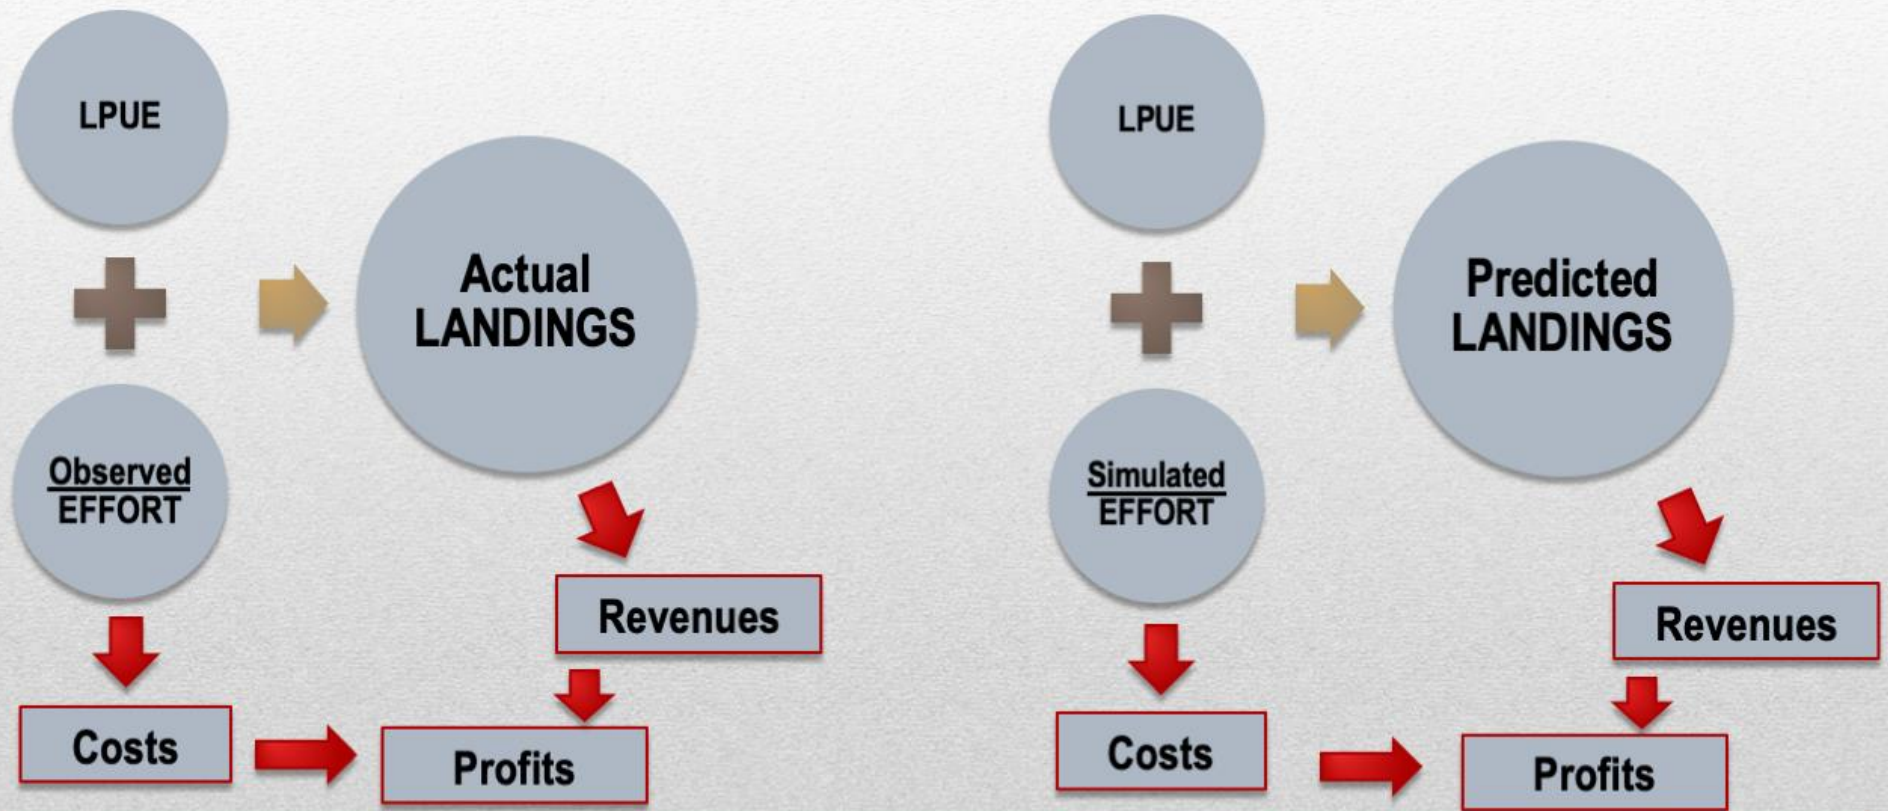 LPUE
Actual
LANDINGS
Observed
EFFORT
Revenues
Costs
Profits
LPUE
Predicted
LANDINGS
Simulated
EFFORT
Revenues
Costs
Profits